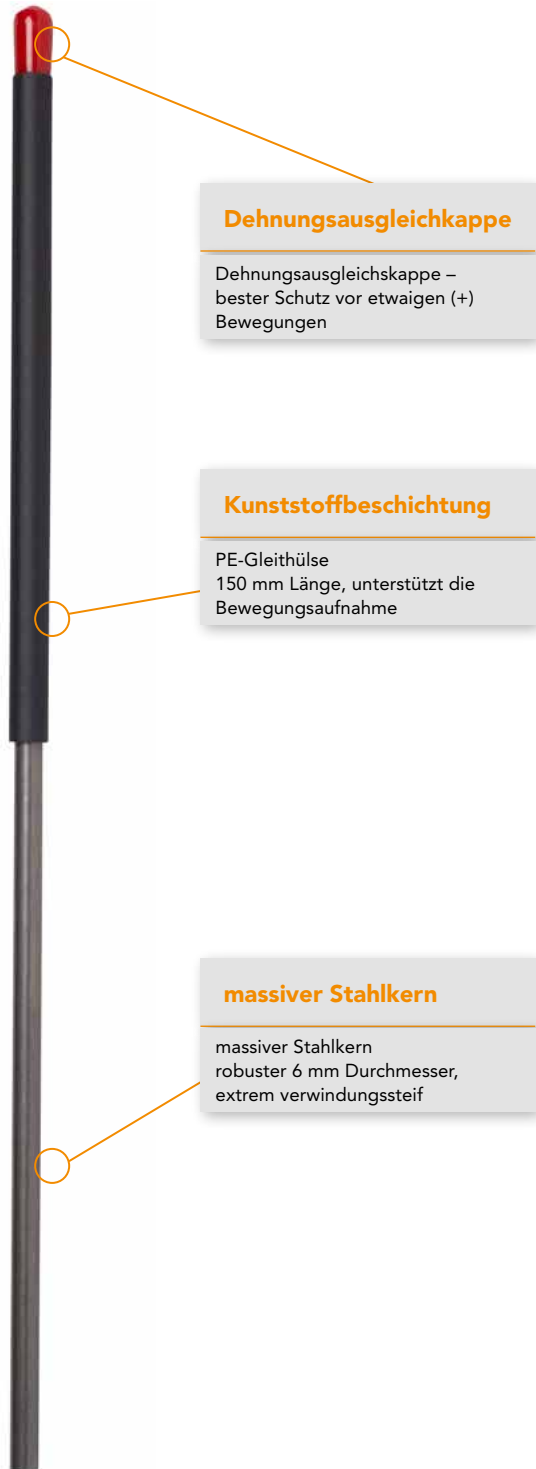 Dehnungsausgleichkappe
Dehnungsausgleichskappe –
bester Schutz vor etwaigen (+)
Bewegungen
Kunststoffbeschichtung
PE-Gleithülse
150 mm Länge, unterstützt die
Bewegungsaufnahme
massiver Stahlkern
massiver Stahlkern
robuster 6 mm Durchmesser,
extrem verwindungssteif